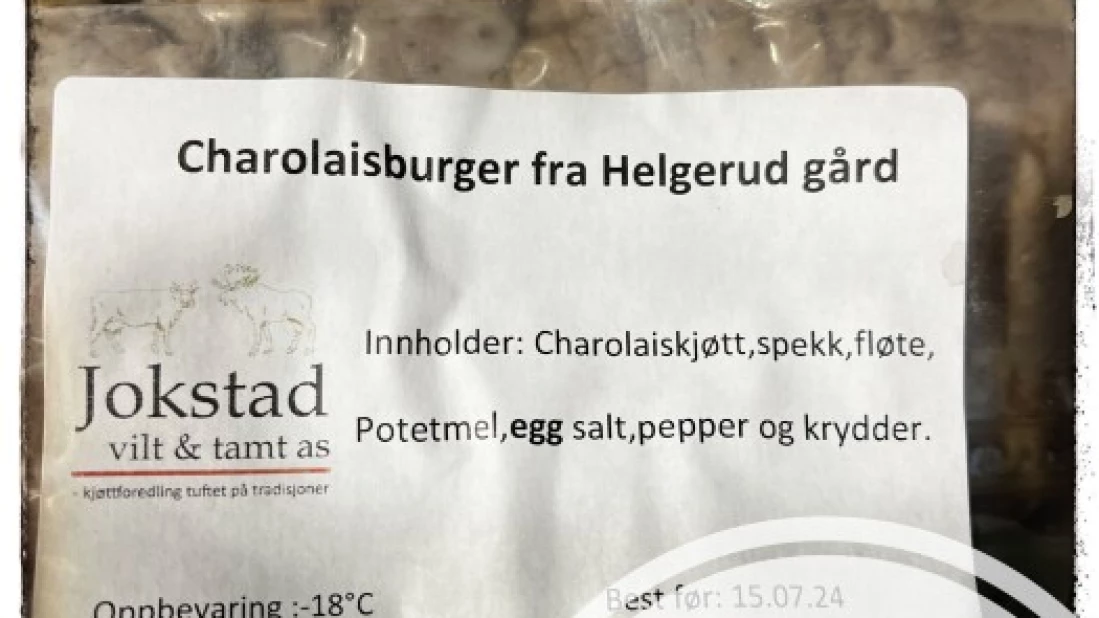 Charolaisburger fra Helgerud gård
Innholder: Charolaiskjøtt,spekk,fløte,
Potetmel,egg salt,pepper og krydder.
Jokstad
vilt & tamt as
- kjøttforedling tuftet på tradisjoner
Oppbevaring :-18°C
Best før: 15.07.24